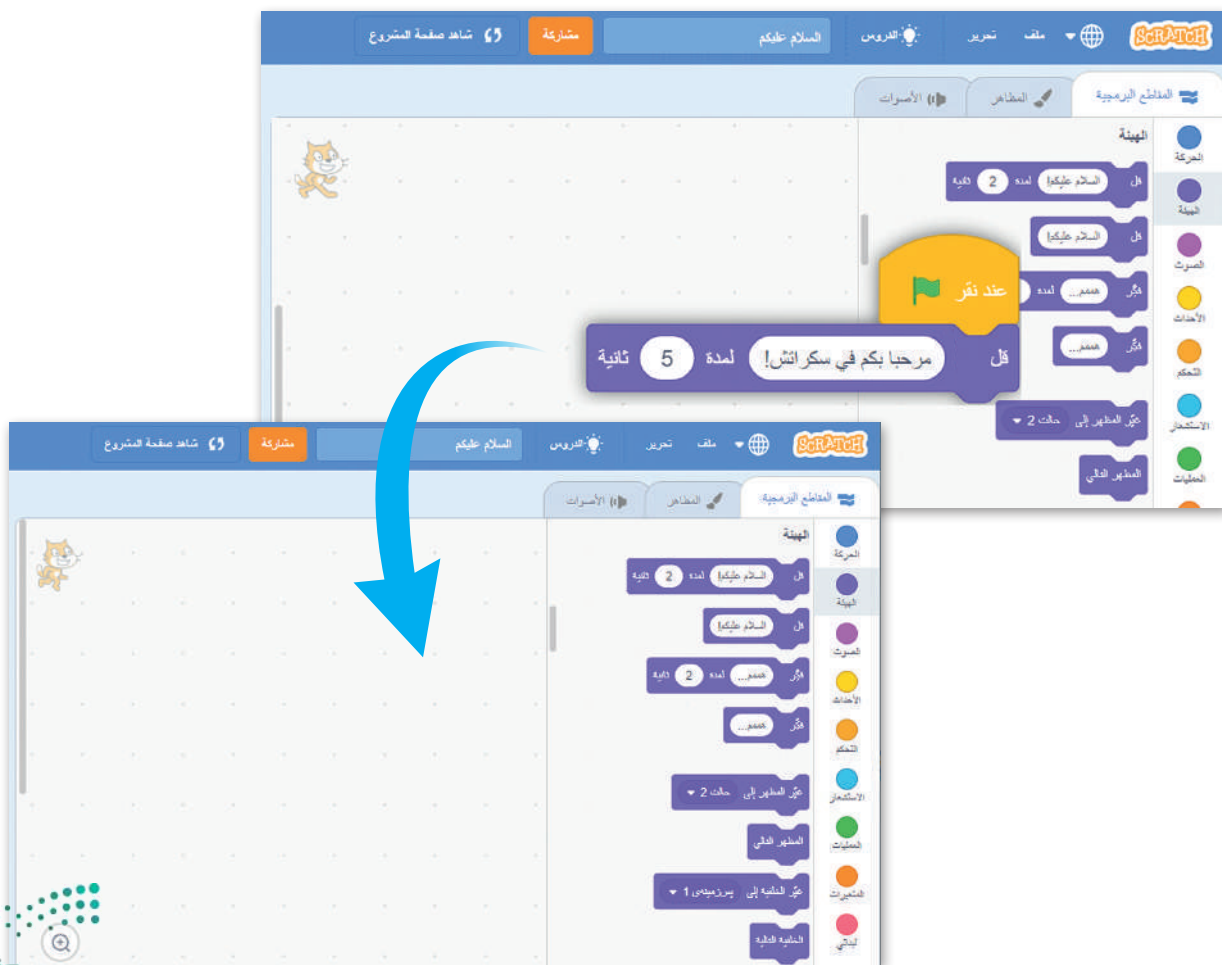 SCRATCH ملف تحرير الدروس السلام عليكم مشاركة شاهد صفحة المشروع
المقاطع البرمجية المظاهر الأصوات
الهيئة
الحركة
قل السلام عليكم! لمدة 2 ثانية
الهيئة
قل السلام عليكم!
الصوت
عند نقر
فكّر همم... لمدة
الأحداث
فكّر همم...
التحكم
قل مرحبا بكم في سكراتش! لمدة 5 ثانية
غيّر المظهر إلى حالت 2
الاستشعار
المظهر التالي
العمليات
SCRATCH ملف تحرير الدروس السلام عليكم مشاركة شاهد صفحة المشروع
المقاطع البرمجية المظاهر الأصوات
الهيئة
الحركة
قل السلام عليكم! لمدة 2 ثانية
الهيئة
قل السلام عليكم!
الصوت
فكّر همم... لمدة 2 ثانية
الأحداث
فكّر همم...
التحكم
غيّر المظهر إلى حالت 2
الاستشعار
المظهر التالي
العمليات
غيّر الخلفية إلى 1
المتغيرات
الخلفية التالية
لبناتي